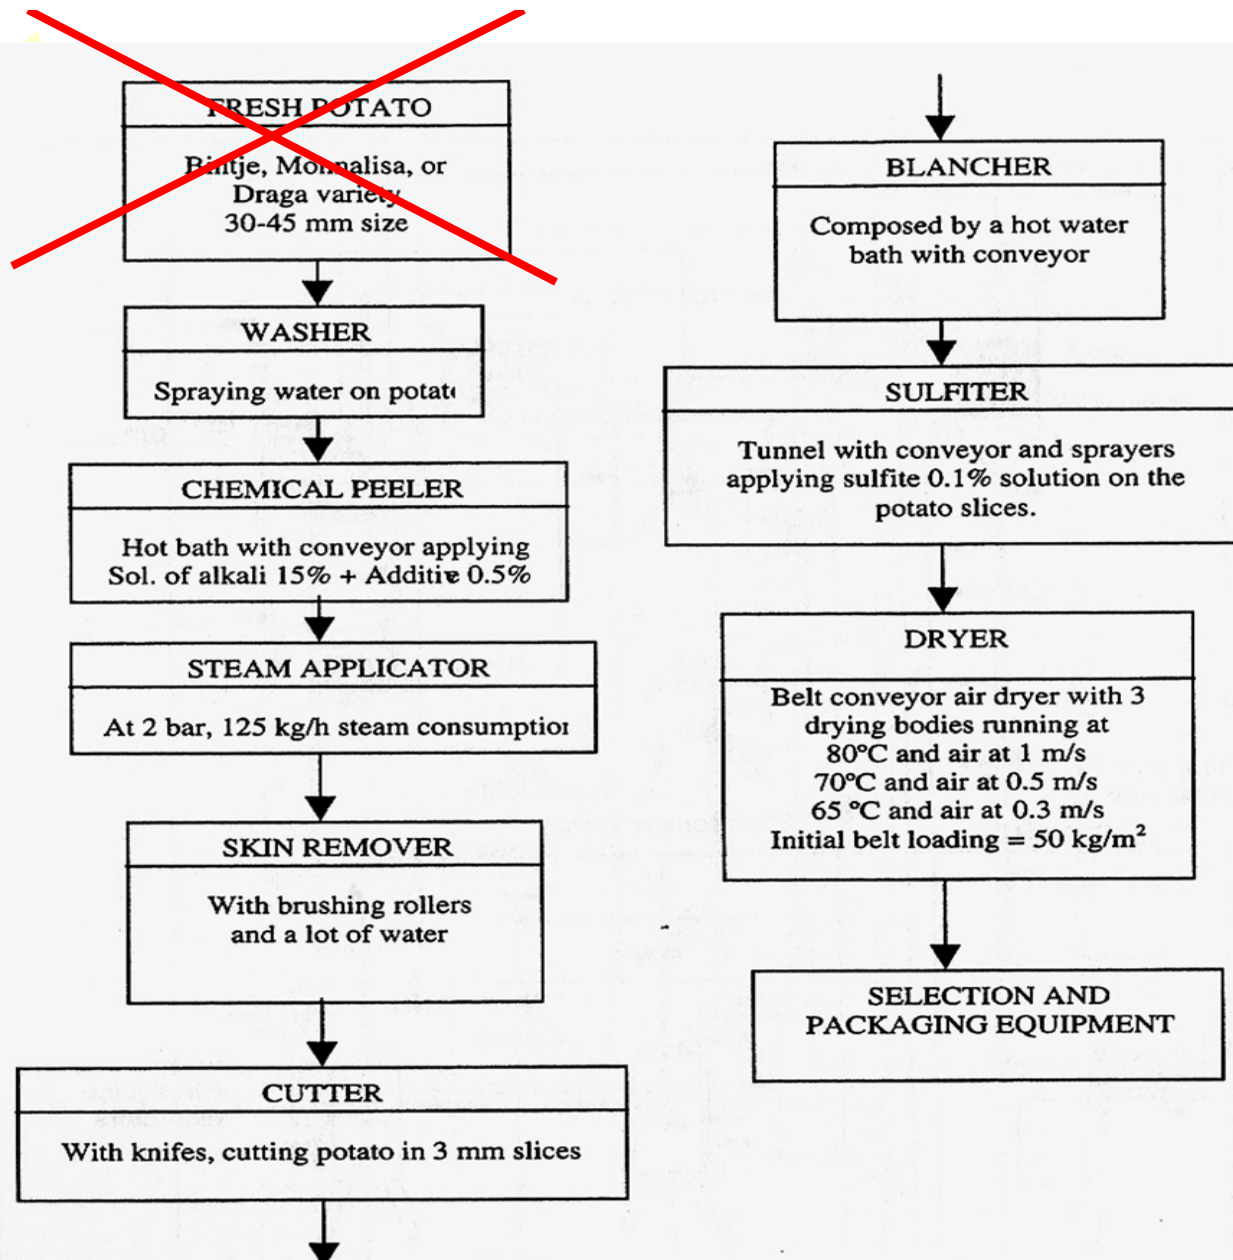 FRESH POTATO
Bintje, Monnalisa, or
Draga variety
30-45 mm size
WASHER
Spraying water on potat
CHEMICAL PEELER
Hot bath with conveyor applying
Sol. of alkali 15% + Additive 0.5%
STEAM APPLICATOR
At 2 bar, 125 kg/h steam consumption
SKIN REMOVER
With brushing rollers
and a lot of water
CUTTER
With knifes, cutting potato in 3 mm slices
BLANCHER
Composed by a hot water
bath with conveyor
SULFITER
Tunnel with conveyor and sprayers
applying sulfite 0.1% solution on the
potato slices.
DRYER
Belt conveyor air dryer with 3
drying bodies running at
80ºC and air at 1 m/s
70ºC and air at 0.5 m/s
65 ºC and air at 0.3 m/s
Initial belt loading = 50 kg/m²
SELECTION AND
PACKAGING EQUIPMENT